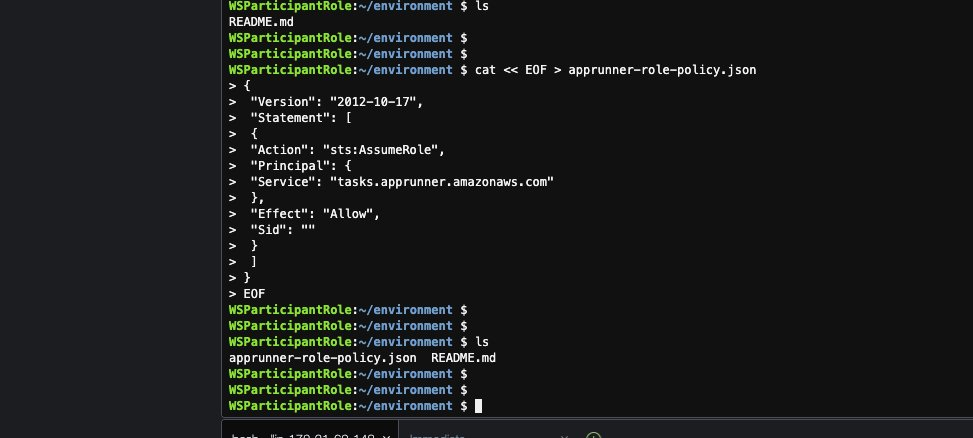 WSParticipantRole:~/environment $ ls
README.md
WSParticipantRole:~/environment $
WSParticipantRole:~/environment $
WSParticipantRole:~/environment $ cat << EOF > apprunner-role-policy.json
> {
>  "Version": "2012-10-17",
>  "Statement": [
>  {
>  "Action": "sts:AssumeRole",
>  "Principal": {
>  "Service": "tasks.apprunner.amazonaws.com"
>  },
>  "Effect": "Allow",
>  "Sid": ""
>  }
>  ]
> }
> EOF
WSParticipantRole:~/environment $
WSParticipantRole:~/environment $
WSParticipantRole:~/environment $ ls
apprunner-role-policy.json  README.md
WSParticipantRole:~/environment $
WSParticipantRole:~/environment $
WSParticipantRole:~/environment $